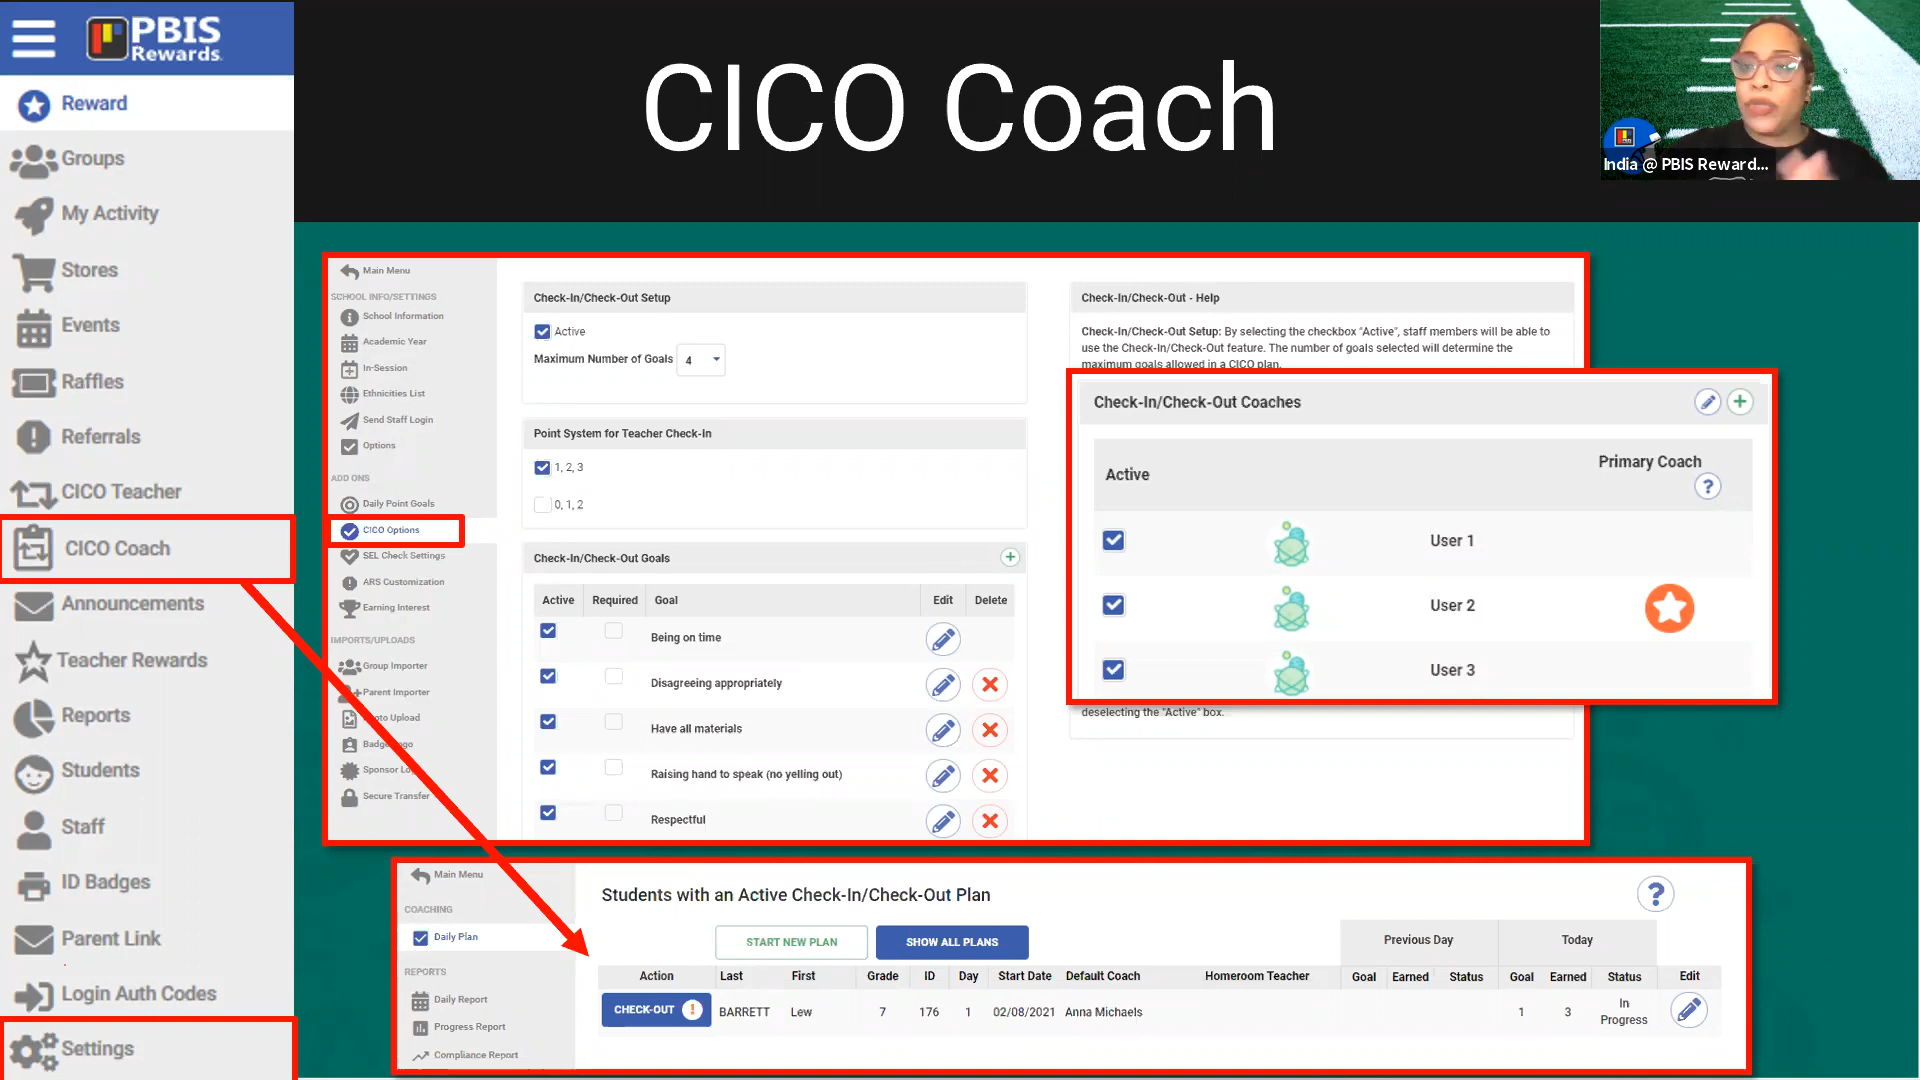 PBIS
Rewards
Reward
Groups
My Activity
Stores
Events
Raffles
Referrals
CICO Teacher
CICO Coach
Announcements
Teacher Rewards
Reports
Students
Staff
ID Badges
Parent Link
Login Auth Codes
Settings
CICO Coach
India @ PBIS Reward...
Main Menu
SCHOOL INFO/SETTINGS
School Information
Academic Year
In-Session
Ethnicities List
Send Staff Login
Options
ADD ONS
Daily Point Goals
CICO Options
SEL Check Settings
ARS Customization
Earning Interest
IMPORTS/UPLOADS
Group Importer
Parent Importer
Upload
Badge
Sponsor
Secure Transfer
Check-In/Check-Out Setup
Active
Maximum Number of Goals 4
Point System for Teacher Check-In
1, 2, 3
0, 1, 2
Check-In/Check-Out Goals
Active Required Goal Edit Delete
Being on time
Disagreeing appropriately
Have all materials
Raising hand to speak (no yelling out)
Respectful
Check-In/Check-Out - Help
Check-In/Check-Out Setup: By selecting the checkbox "Active", staff members will be able to
use the Check-In/Check-Out feature. The number of goals selected will determine the
maximum goals allowed in a CICO plan.
Check-In/Check-Out Coaches
Active Primary Coach
?
User 1
User 2
User 3
deselecting the "Active" box.
Main Menu
COACHING
Daily Plan
REPORTS
Daily Report
Progress Report
Compliance Report
Students with an Active Check-In/Check-Out Plan
?
START NEW PLAN SHOW ALL PLANS
Previous Day Today
Action Last First Grade ID Day Start Date Default Coach Homeroom Teacher Goal Earned Status Goal Earned Status Edit
CHECK-OUT ! BARRETT Lew 7 176 1 02/08/2021 Anna Michaels 1 3 In Progress